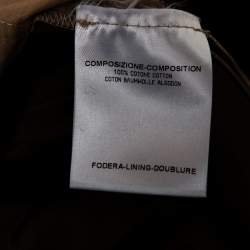 COMPOSIZIONE-COMPOSITION
100% COTONE COTTON
COTON BAUMWOLLE ALGODON
FODERA-LINING-DOUBLURE